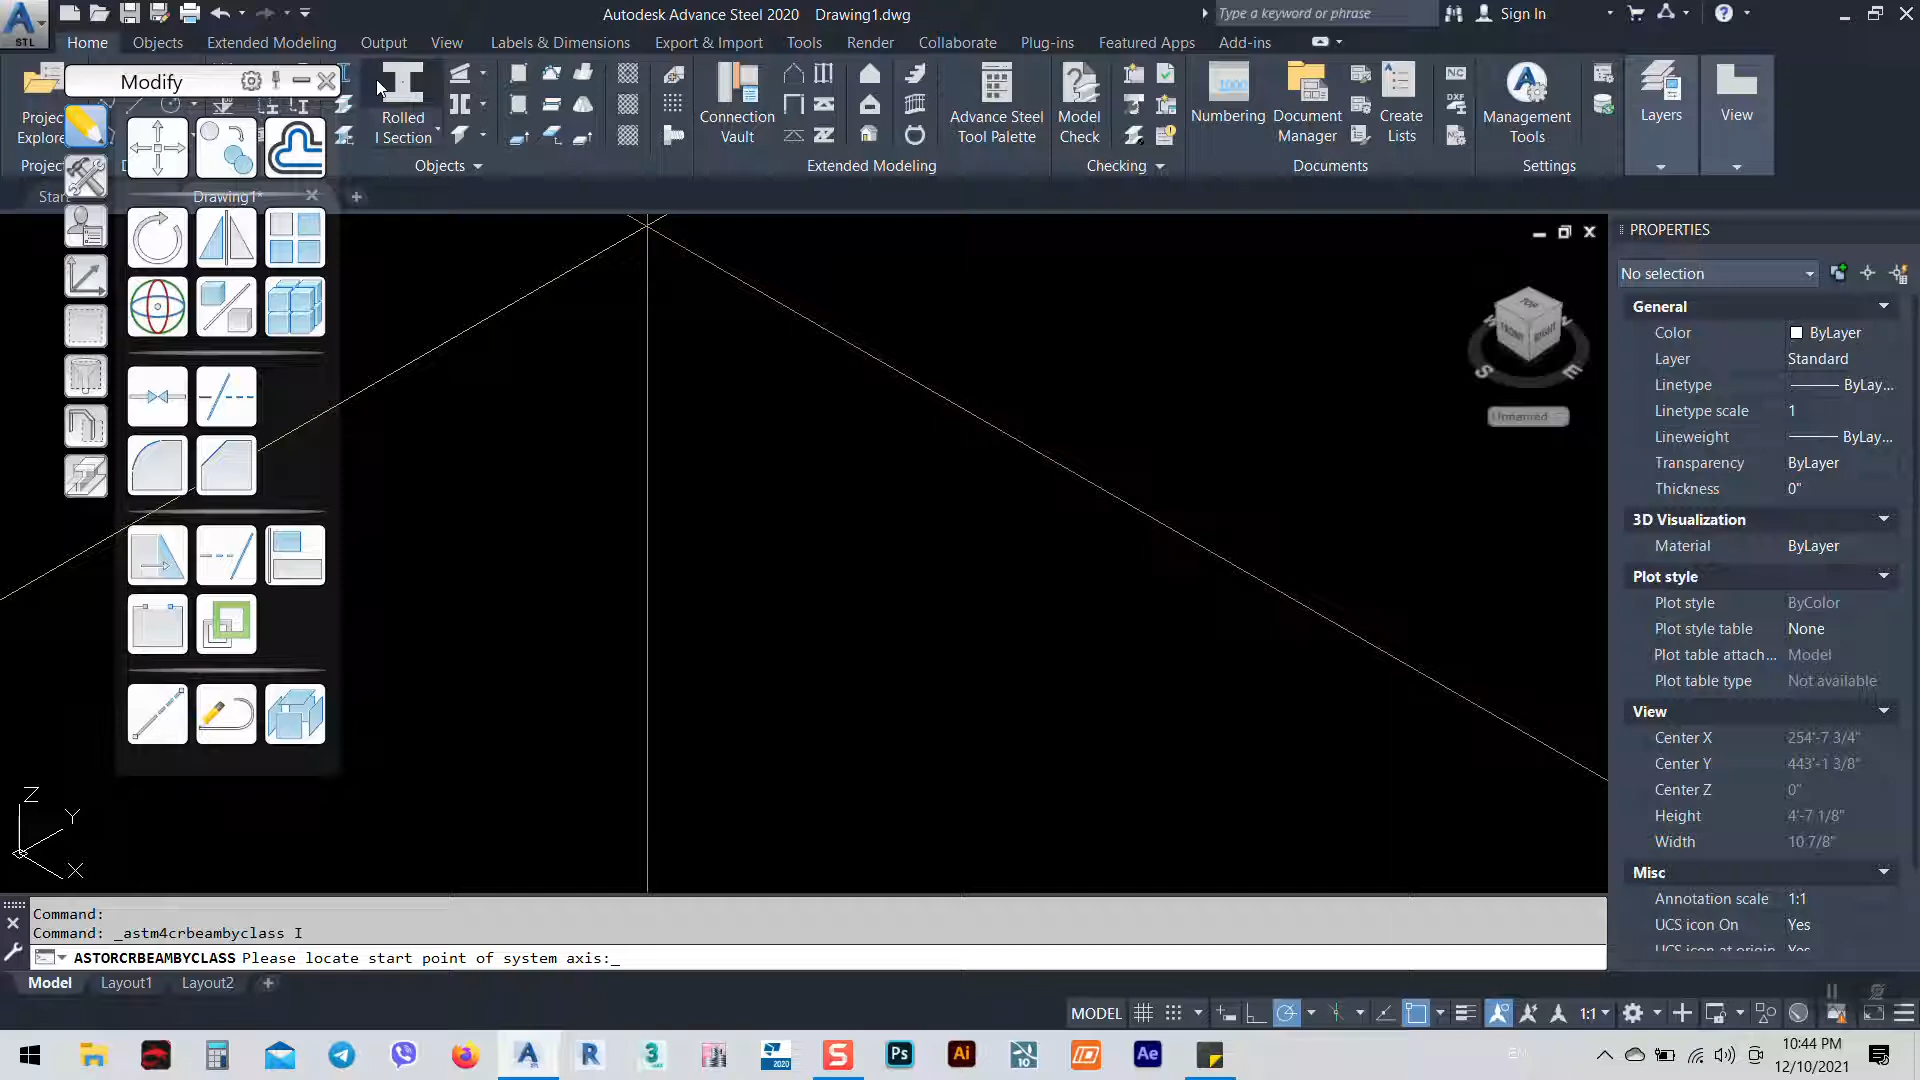 Autodesk Advance Steel 2020 Drawing1.dwg
Type a keyword or phrase
Sign In
STL
Home Objects Extended Modeling Output View Labels & Dimensions Export & Import Tools Render Collaborate Plug-ins Featured Apps Add-ins
Modify
Rolled
I Section
Connection
Vault
Advance Steel
Tool Palette
Model
Check
Numbering
Document
Manager
Create
Lists
Management
Tools
Layers
View
NC
DXF
Objects
Extended Modeling
Checking
Documents
Settings
Drawing1*
PROPERTIES
No selection
General
Color ByLayer
Layer Standard
Linetype ByLay...
Linetype scale 1
Lineweight ByLay...
Transparency ByLayer
Thickness 0"
3D Visualization
Material ByLayer
Plot style
Plot style ByColor
Plot style table None
Plot table attach... Model
Plot table type Not available
View
Center X 254'-7 3/4"
Center Y 443'-1 3/8"
Center Z 0"
Height 4'-7 1/8"
Width 10 7/8"
Misc
Annotation scale 1:1
UCS icon On Yes
UCS icon at origin Yes
TOP
FRONT
RIGHT
S
E
Unnamed
Z
Y
X
Command:
Command: _astm4crbeambyclass I
ASTORCRBEAMBYCLASS Please locate start point of system axis:
Model Layout1 Layout2
MODEL
1:1
10:44 PM
12/10/2021